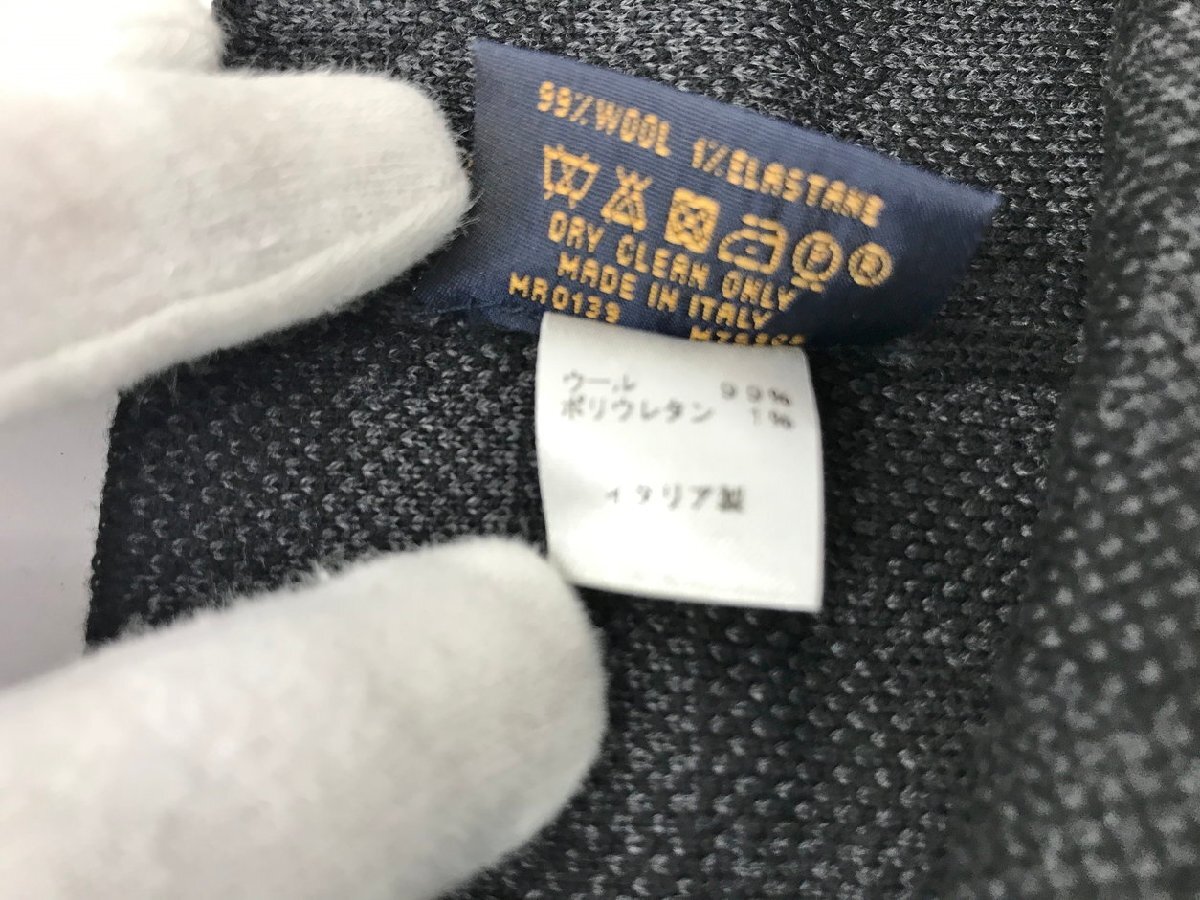 99%WOOL 1%ELASTANE
P R
DRY CLEAN ONLY
MADE IN ITALY
MR0139
ウール 99%
ポリウレタン 1%
イタリア製